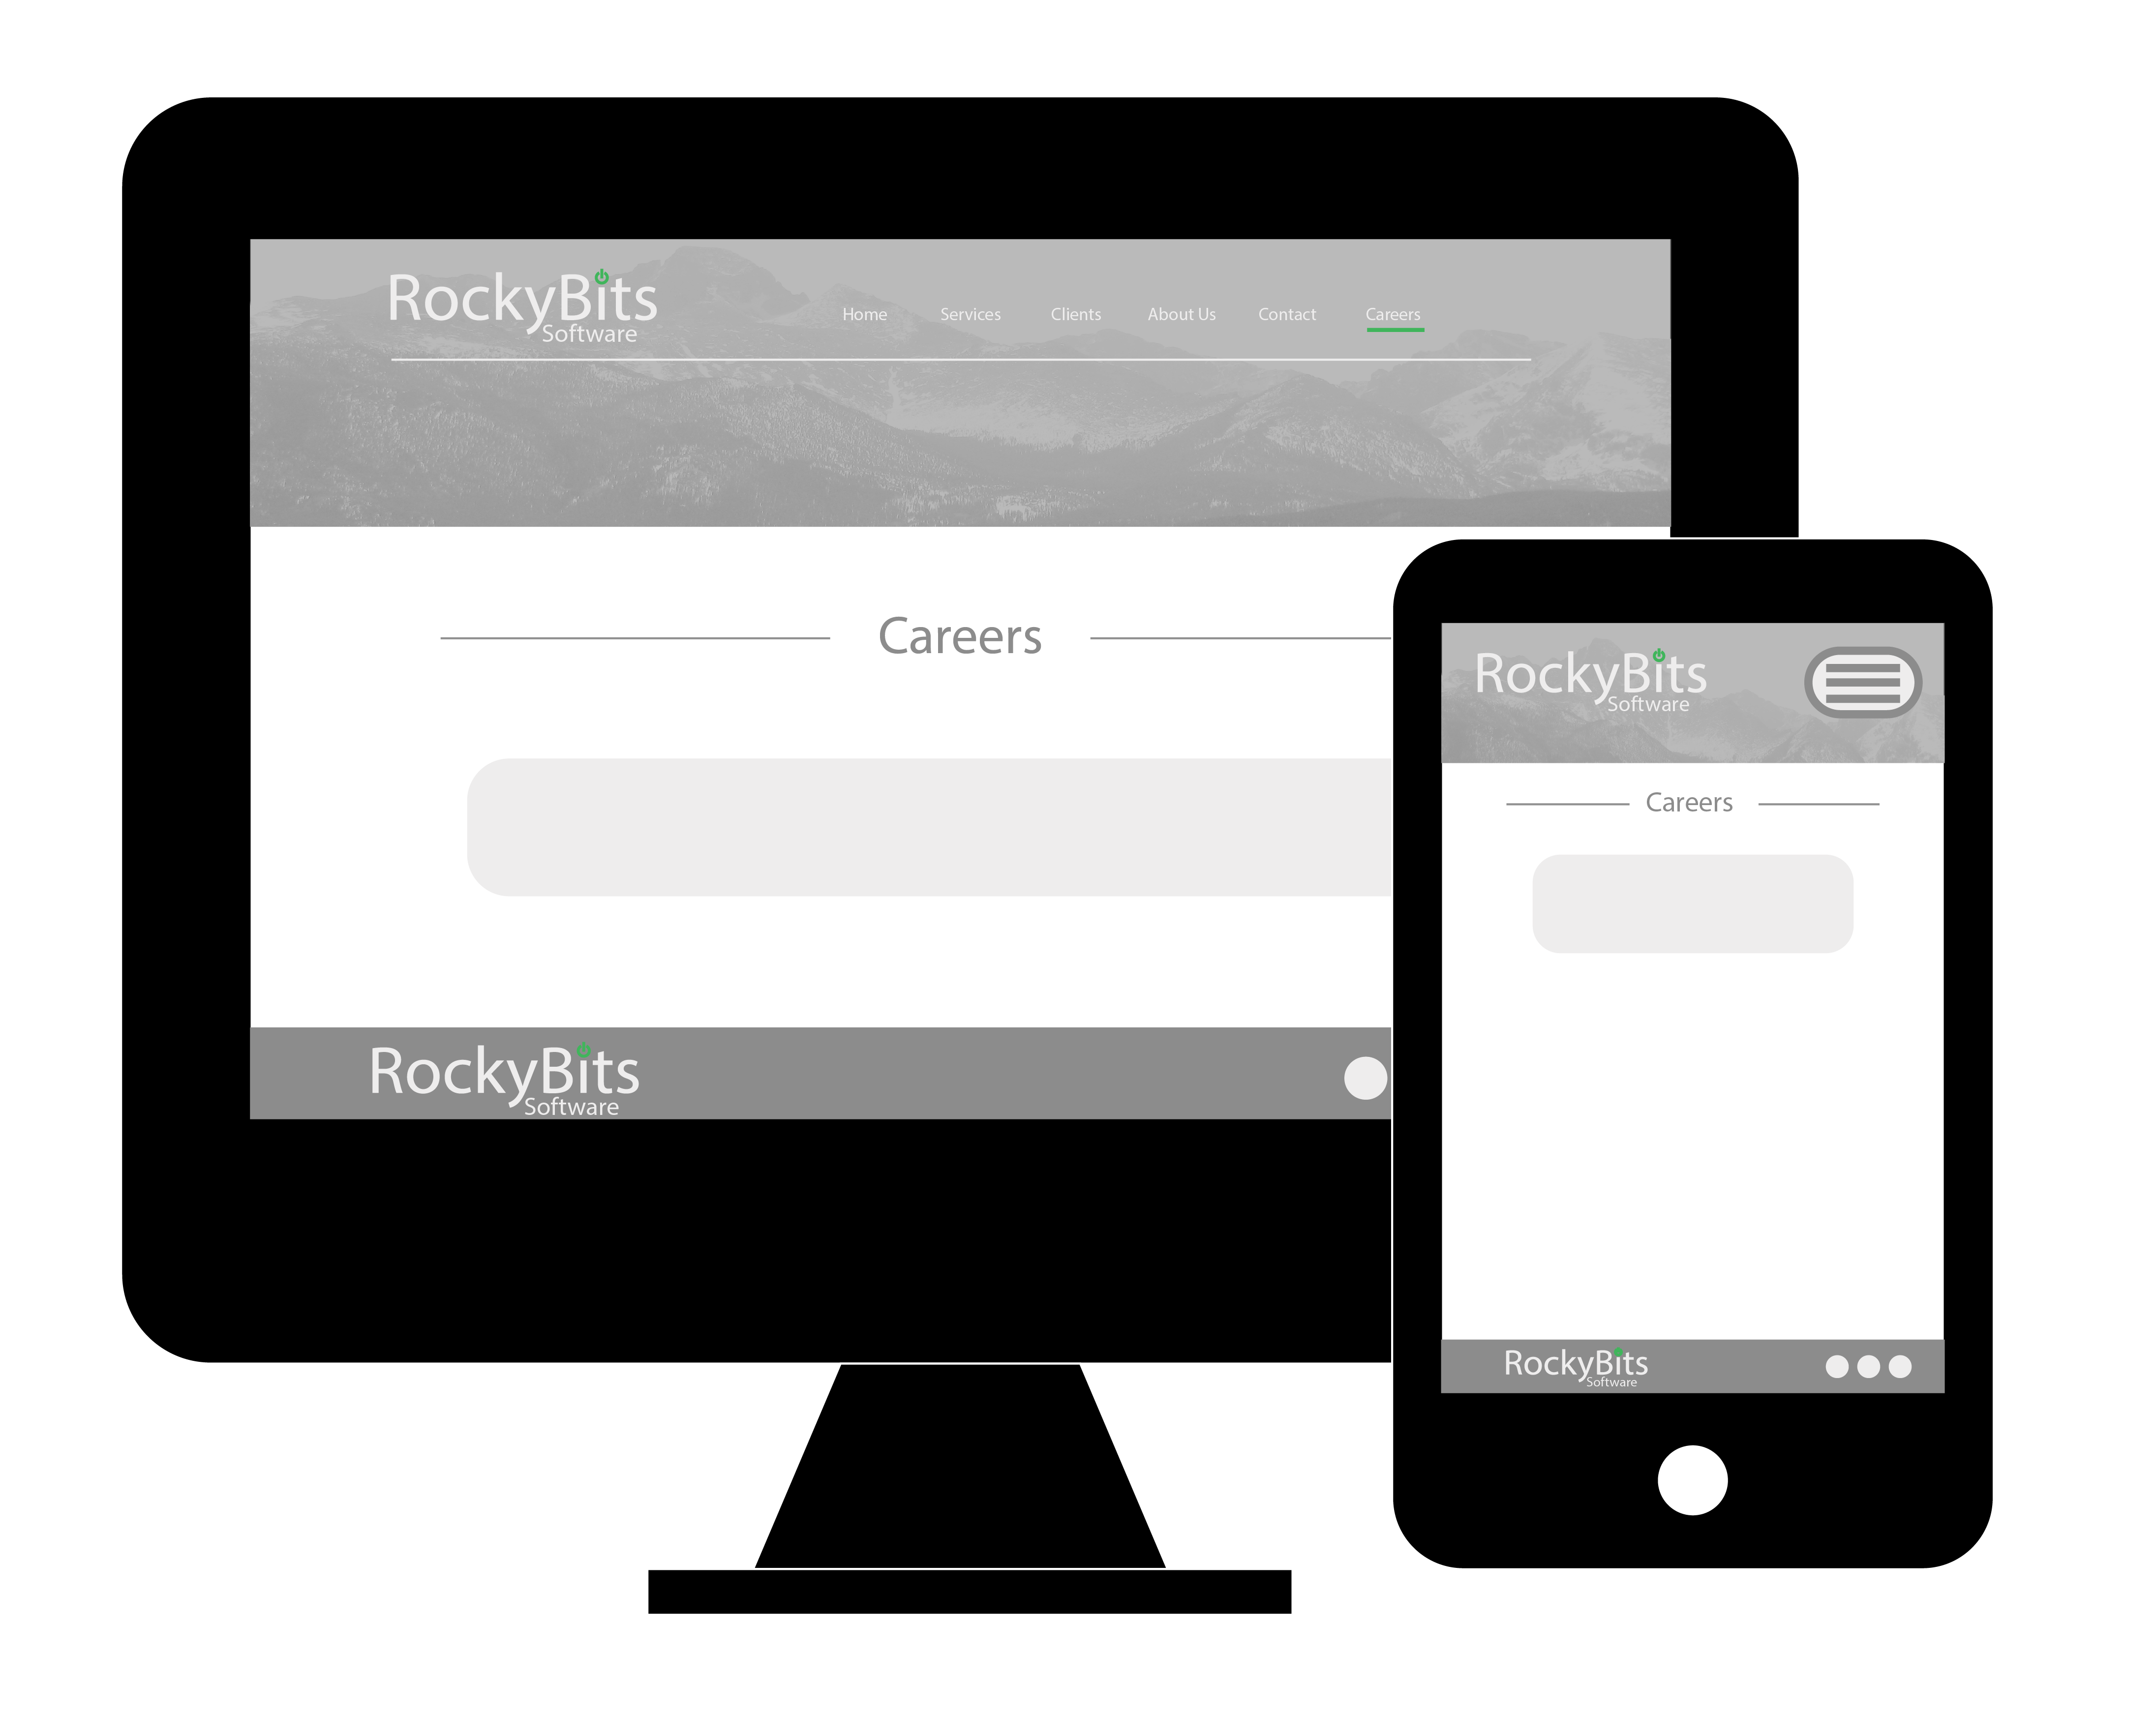 RockyBits
Software
Home Services Clients About Us Contact Careers
Careers
RockyBits
Software
RockyBits
Software
Careers
RockyBits
Software